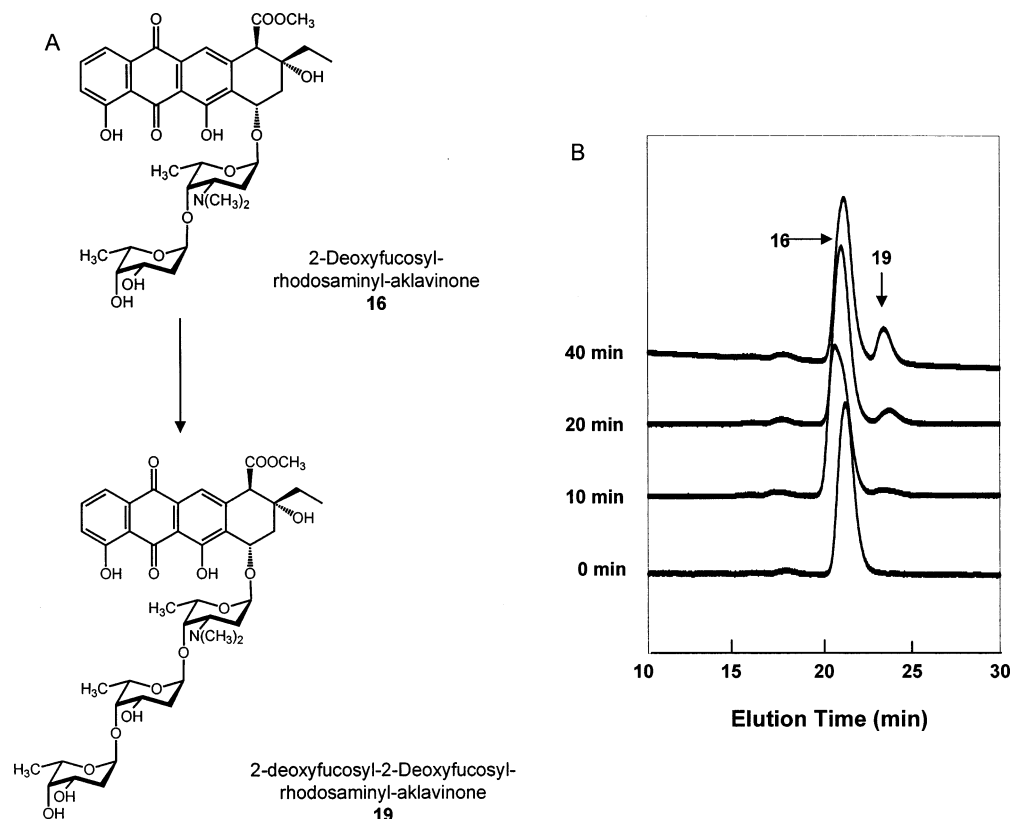 A
O
COOCH3
OH
OH
O
OH
O
O
H3C
N(CH3)2
O
H3C
O
OH
OH
2-Deoxyfucosyl-
rhodosaminyl-aklavinone
16
O
COOCH3
OH
OH
O
OH
O
H3C
O
N(CH3)2
O
H3C
O
OH
O
H3C
O
OH
OH
2-deoxyfucosyl-2-Deoxyfucosyl-
rhodosaminyl-aklavinone
19
B
16
19
40 min
20 min
10 min
0 min
10 15 20 25 30
Elution Time (min)